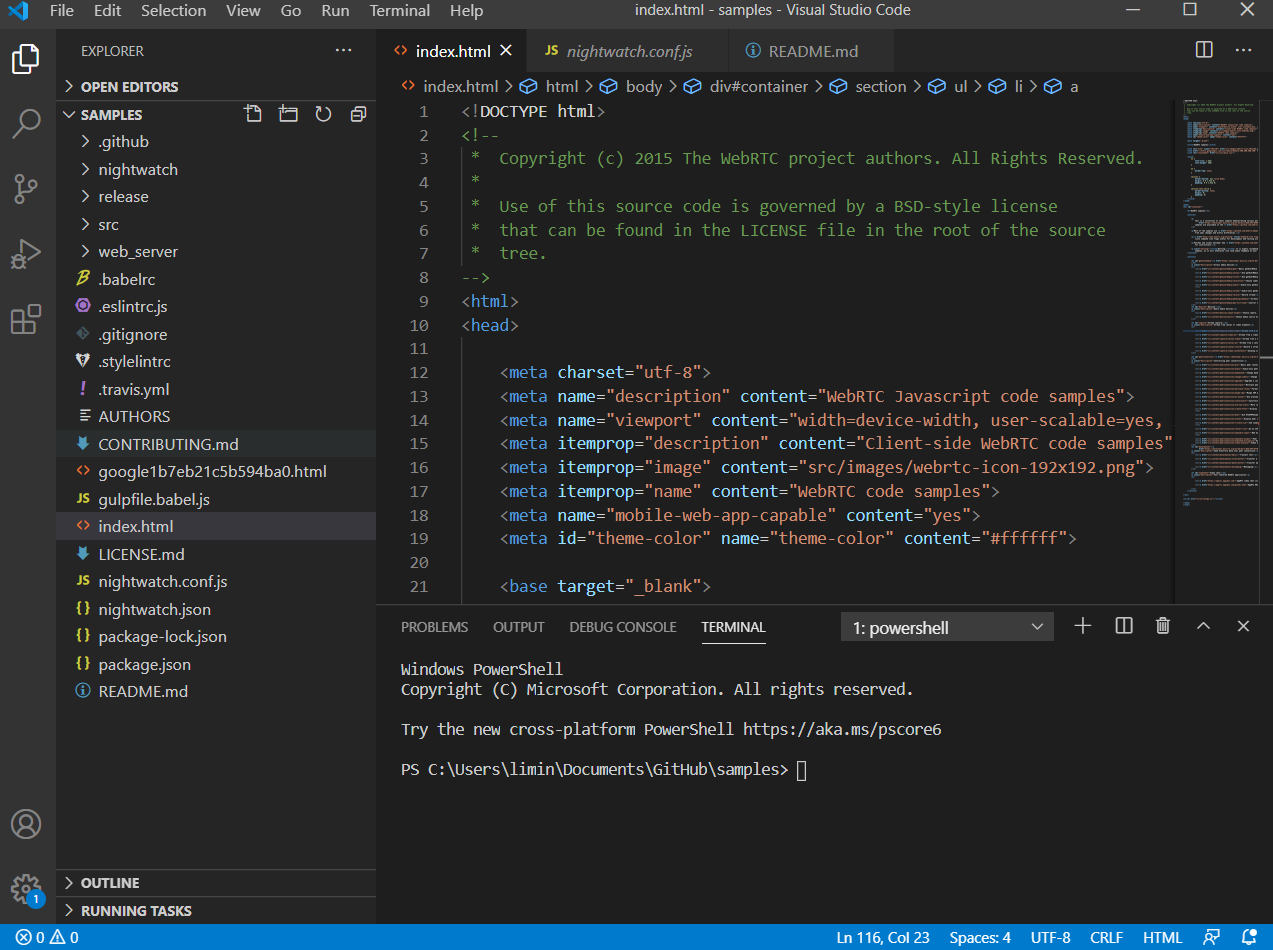 File Edit Selection View Go Run Terminal Help index.html - samples - Visual Studio Code
EXPLORER
OPEN EDITORS
SAMPLES
.github
nightwatch
release
src
web_server
.babelrc
.eslintrc.js
.gitignore
.stylelintrc
.travis.yml
AUTHORS
CONTRIBUTING.md
google1b7eb21c5b594ba0.html
gulpfile.babel.js
index.html
LICENSE.md
nightwatch.conf.js
nightwatch.json
package-lock.json
package.json
README.md
OUTLINE
RUNNING TASKS
index.html JS nightwatch.conf.js README.md
index.html > html > body > div#container > section > ul > li > a
1 <!DOCTYPE html>
2 <!--
3 * Copyright (c) 2015 The WebRTC project authors. All Rights Reserved.
4 *
5 * Use of this source code is governed by a BSD-style license
6 * that can be found in the LICENSE file in the root of the source
7 * tree.
8 -->
9 <html>
10 <head>
11
12 <meta charset="utf-8">
13 <meta name="description" content="WebRTC Javascript code samples">
14 <meta name="viewport" content="width=device-width, user-scalable=yes,
15 <meta itemprop="description" content="Client-side WebRTC code samples"
16 <meta itemprop="image" content="src/images/webrtc-icon-192x192.png">
17 <meta itemprop="name" content="WebRTC code samples">
18 <meta name="mobile-web-app-capable" content="yes">
19 <meta id="theme-color" name="theme-color" content="#ffffff">
20
21 <base target="_blank">
PROBLEMS OUTPUT DEBUG CONSOLE TERMINAL 1: powershell
Windows PowerShell
Copyright (C) Microsoft Corporation. All rights reserved.
Try the new cross-platform PowerShell https://aka.ms/pscore6
PS C:\Users\limin\Documents\GitHub\samples>
1
0 0 Ln 116, Col 23 Spaces: 4 UTF-8 CRLF HTML